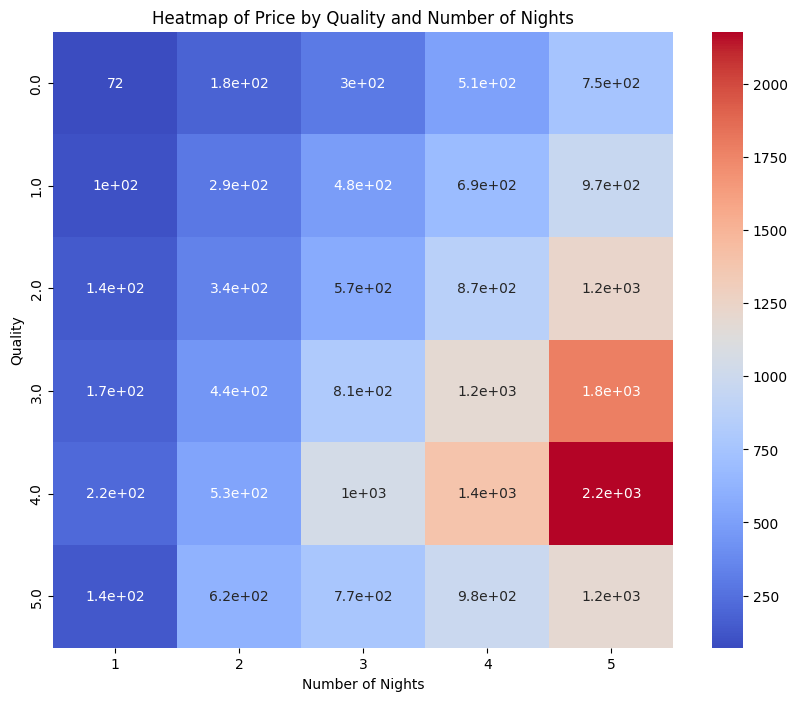 Heatmap of Price by Quality and Number of Nights
0.0 72 1.8e+02 3e+02 5.1e+02 7.5e+02
1.0 1e+02 2.9e+02 4.8e+02 6.9e+02 9.7e+02
2.0 1.4e+02 3.4e+02 5.7e+02 8.7e+02 1.2e+03
3.0 1.7e+02 4.4e+02 8.1e+02 1.2e+03 1.8e+03
4.0 2.2e+02 5.3e+02 1e+03 1.4e+03 2.2e+03
5.0 1.4e+02 6.2e+02 7.7e+02 9.8e+02 1.2e+03
1 2 3 4 5
Number of Nights
Quality
2000
1750
1500
1250
1000
750
500
250